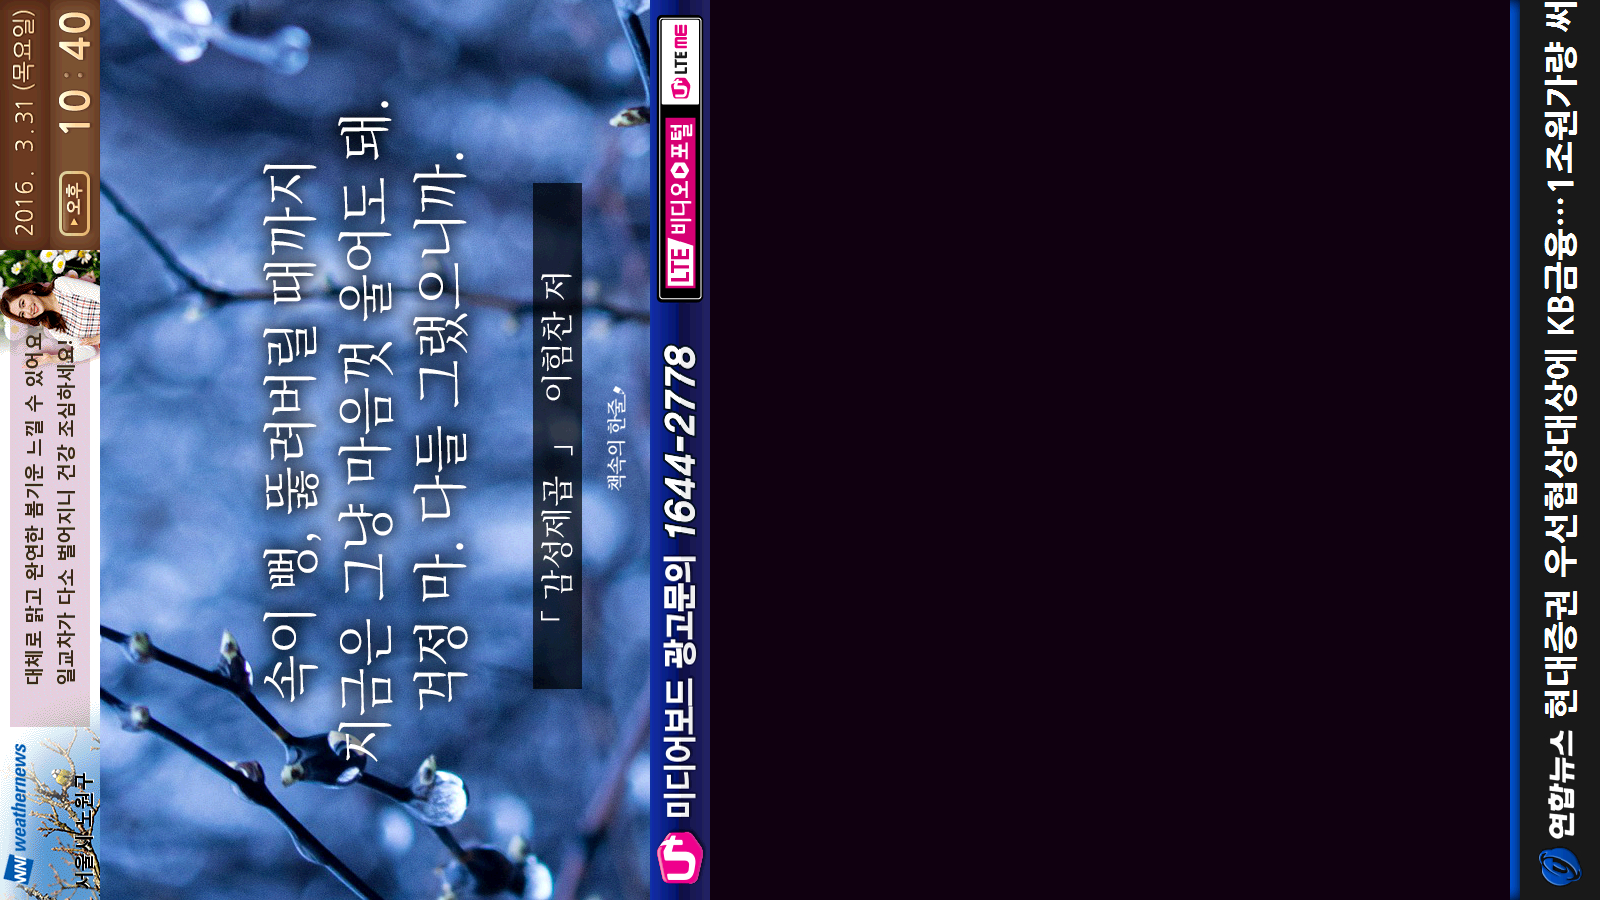 WNI weathernews
서울시 노원구
대체로 맑고 완연한 봄기운 느낄 수 있어요.
일교차가 다소 벌어지니 건강 조심하세요!
2016. 3.31 (목요일)
오후 10:40
속이 뻥, 뚫려버릴 때까지
지금은 그냥 마음껏 울어도 돼.
걱정 마. 다들 그랬으니까.
「 감성제곱 」 이힘찬 저
책속의 한줄
U+ 미디어보드 광고문의 1644-2778
LTE 비디오 포털
U+ LTE ME
연합뉴스 현대증권 우선협상대상에 KB금융…1조원가량 써